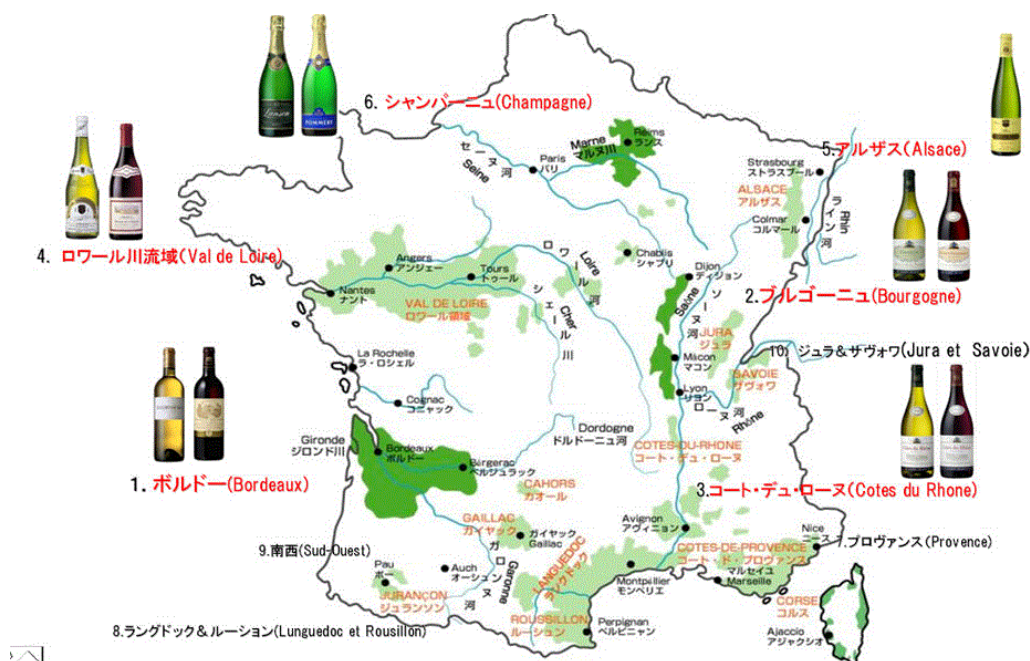 6. シャンパーニュ(Champagne)
Lanson
POMMERY
Reims
ランス
Marne
マルヌ川
セーヌ河
Seine
Paris
パリ
5.アルザス(Alsace)
Strasbourg
ストラスブール
ALSACE
アルザス
Colmar
コルマール
Rhin
ライン河
4. ロワール川流域(Val de Loire)
Angers
アンジェー
Tours
トゥール
Nantes
ナント
VAL DE LOIRE
ロワール領域
ロワール河
Loire
シェール川
Cher
Chablis
シャブリ
Dijon
ディジョン
2.ブルゴーニュ(Bourgogne)
Saône
ソーヌ河
JURA
ジュラ
10. ジュラ&サヴォワ(Jura et Savoie)
Mâcon
マコン
SAVOIE
サヴォワ
Lyon
リヨン
ローヌ河
Rhône
La Rochelle
ラ・ロシェル
Cognac
コニャック
Gironde
ジロンド川
Bordeaux
ボルドー
1. ボルドー(Bordeaux)
Dordogne
ドルドーニュ河
Bergerac
ベルジュラック
COTES-DU-RHONE
コート・デュ・ローヌ
3.コート・デュ・ローヌ(Cotes du Rhone)
CAHORS
カオール
GAILLAC
ガイヤック
ガイヤック
Gaillac
Avignon
アヴィニョン
Nice
ニース
7.プロヴァンス(Provence)
COTES-DE-PROVENCE
コート・ド・プロヴァンス
マルセイユ
Marseille
9.南西(Sud-Ouest)
Pau
ポー
Auch
オーシュン
ガロンヌ河
Garonne
JURANÇON
ジュランソン
LANGUEDOC
ラングドック
Montpillier
モンペリエ
ROUSSILLON
ルーション
Perpignan
ペルピニャン
8.ラングドック&ルーション(Lunguedoc et Rousillon)
CORSE
コルス
Ajaccio
アジャクシオ